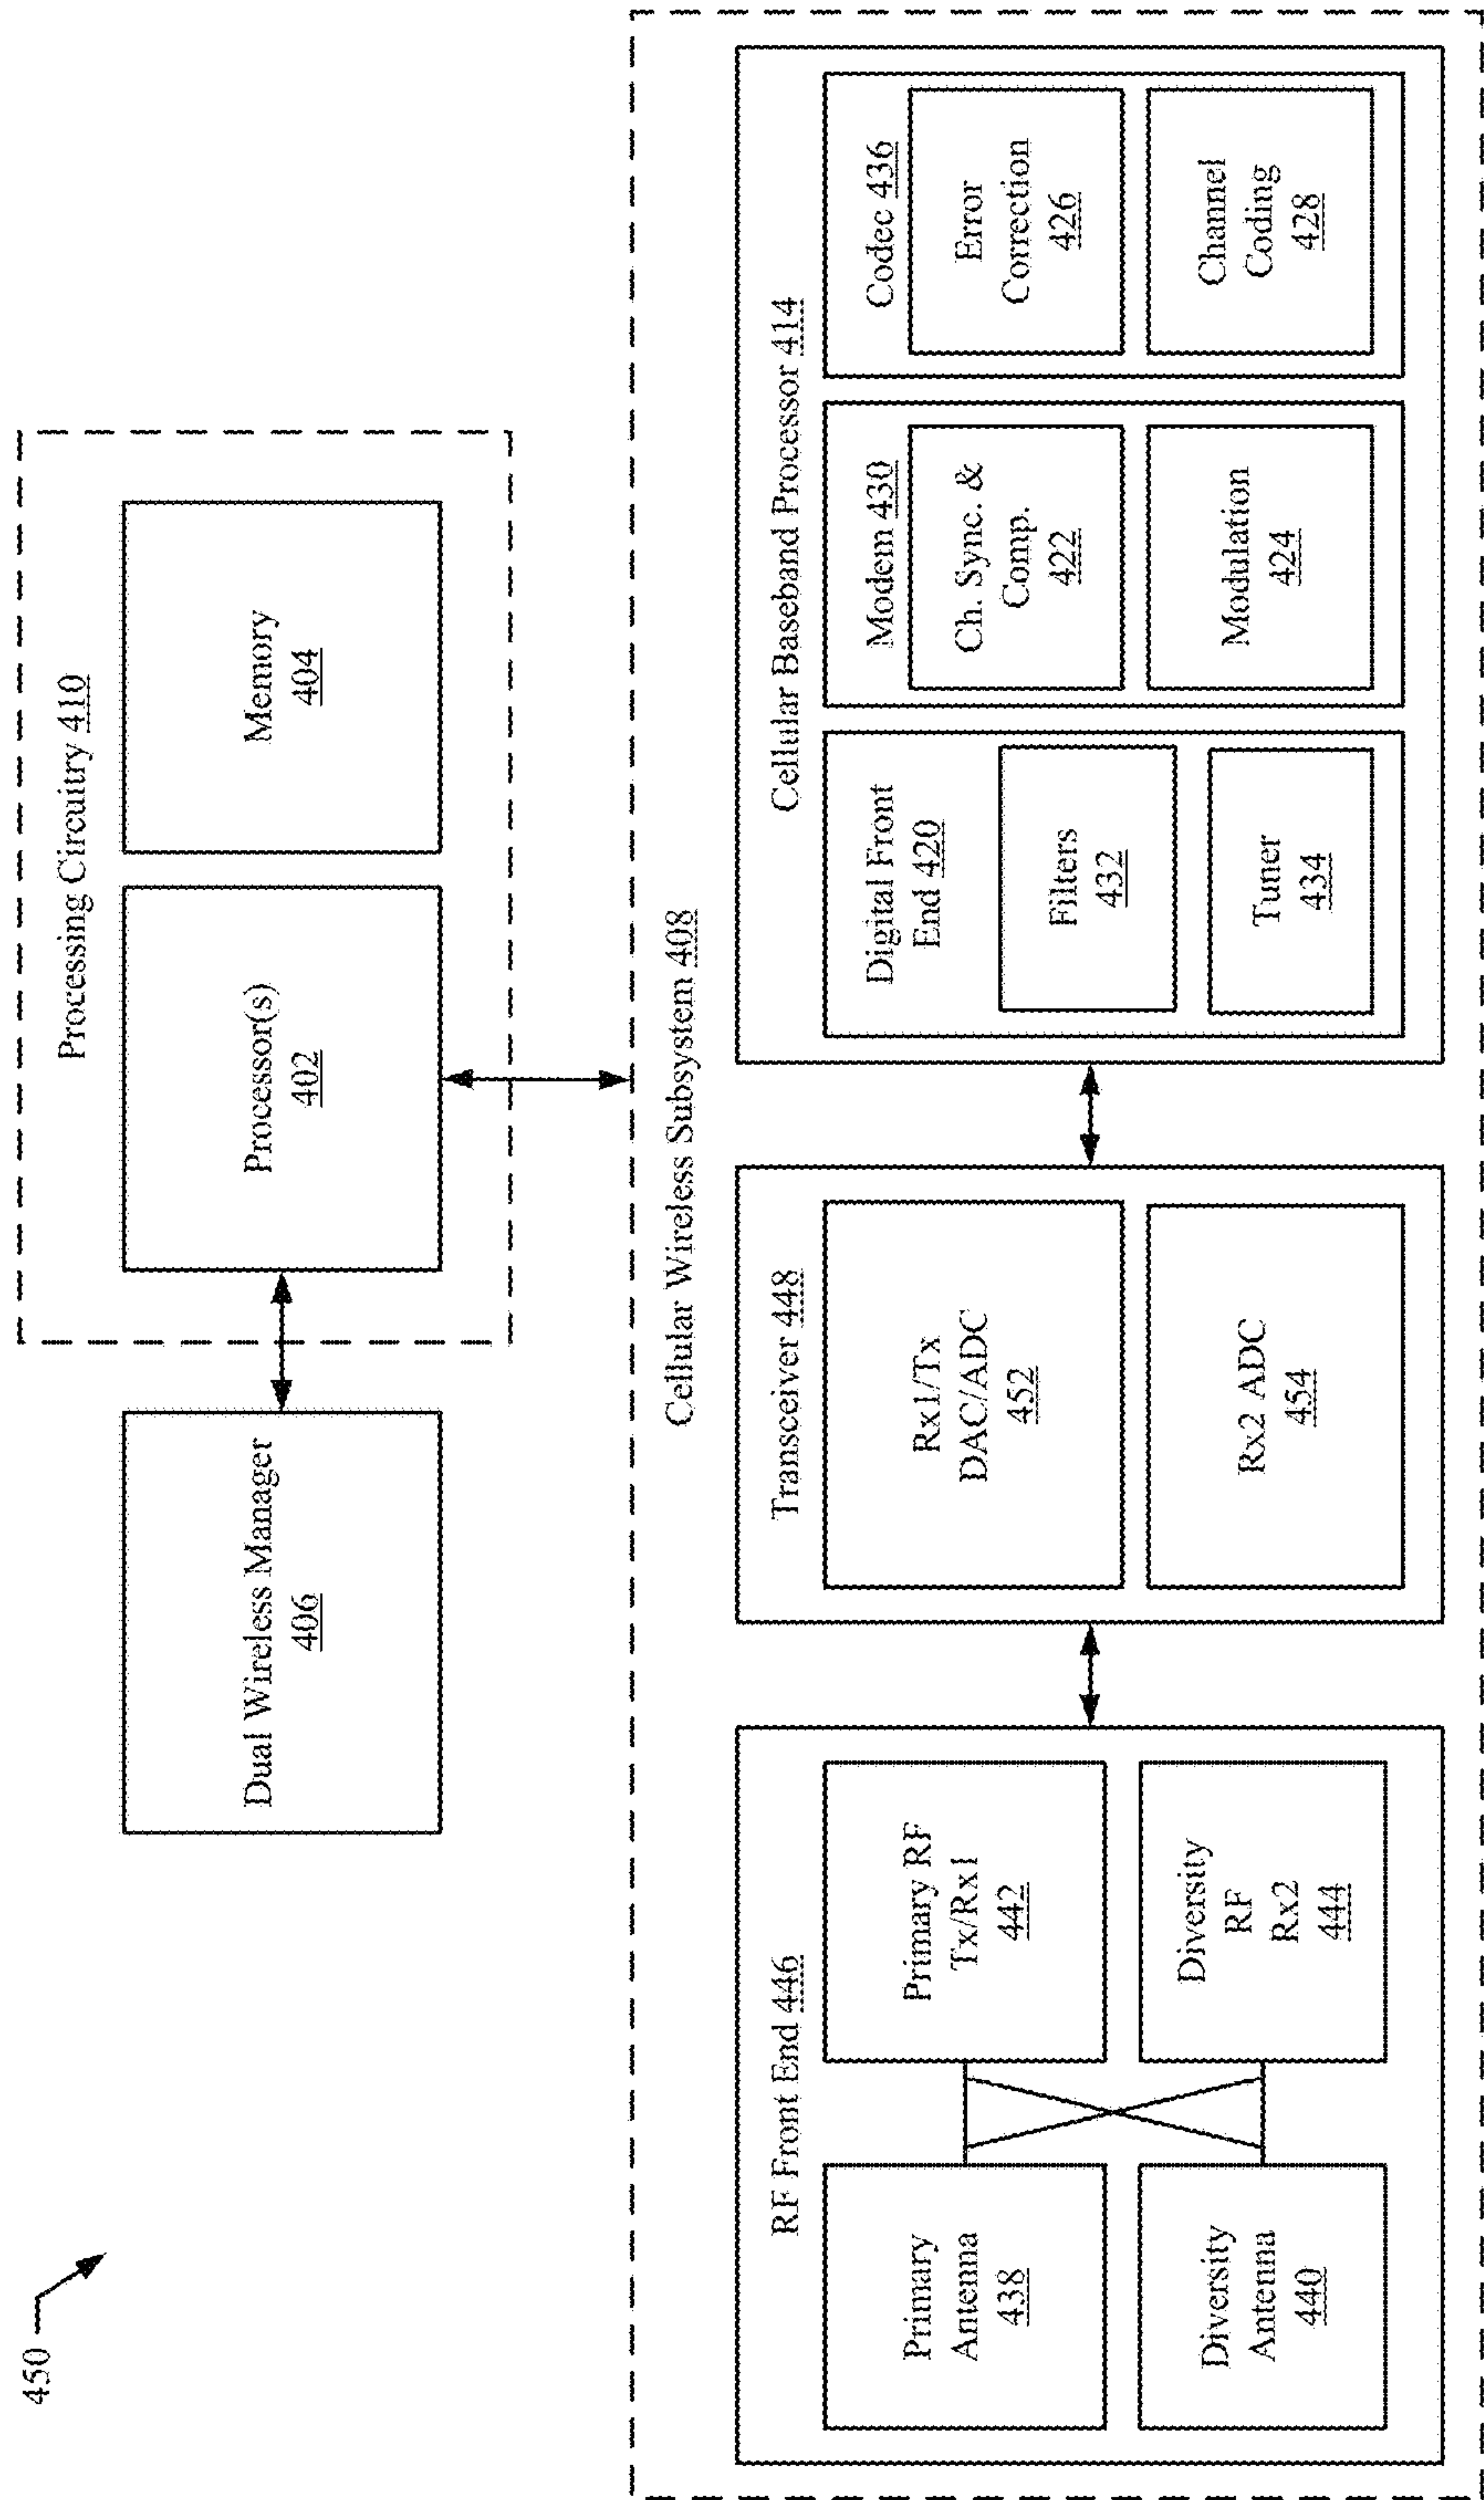 450
Processing Circuitry 410
Dual Wireless Manager
406
Processor(s)
402
Memory
404
Cellular Wireless Subsystem 408
RF Front End 446
Primary
Antenna
438
Primary RF
Tx/Rx1
442
Diversity
Antenna
440
Diversity
RF
Rx2
444
Transceiver 448
Rx1/Tx
DAC/ADC
452
Rx2 ADC
454
Cellular Baseband Processor 414
Digital Front
End 420
Filters
432
Tuner
434
Modem 430
Ch. Sync. &
Comp.
422
Modulation
424
Codec 436
Error
Correction
426
Channel
Coding
428